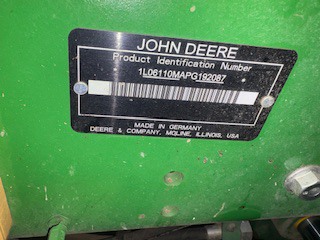 JOHN DEERE
Product Identification Number
1L06110MAPG192087
MADE IN GERMANY
DEERE & COMPANY, MOLINE, ILLINOIS, USA